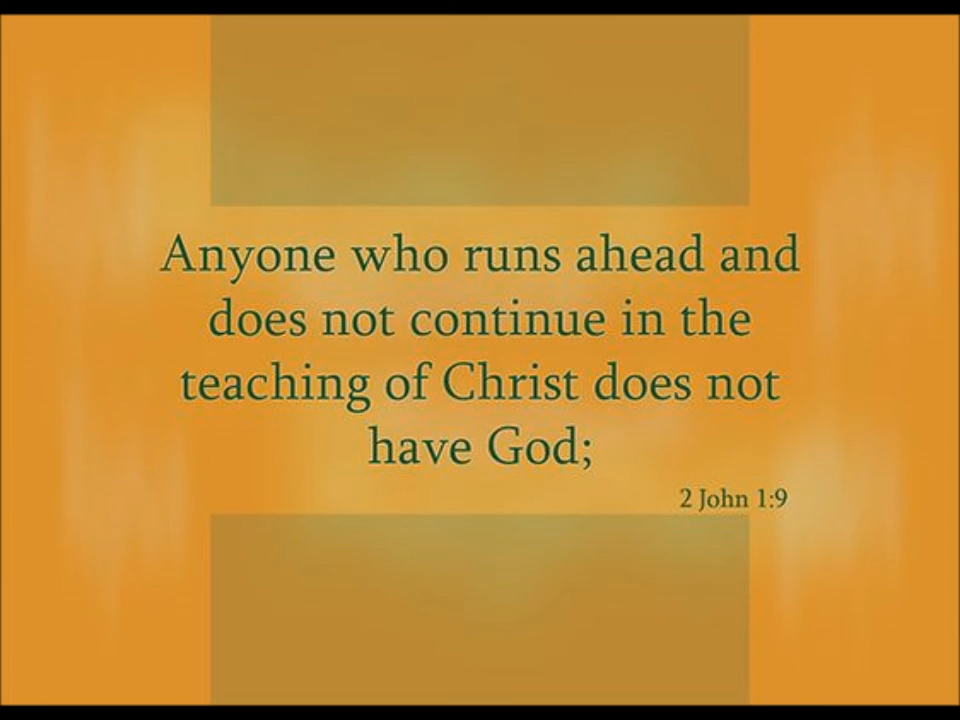 Anyone who runs ahead and
does not continue in the
teaching of Christ does not
have God;
2 John 1:9